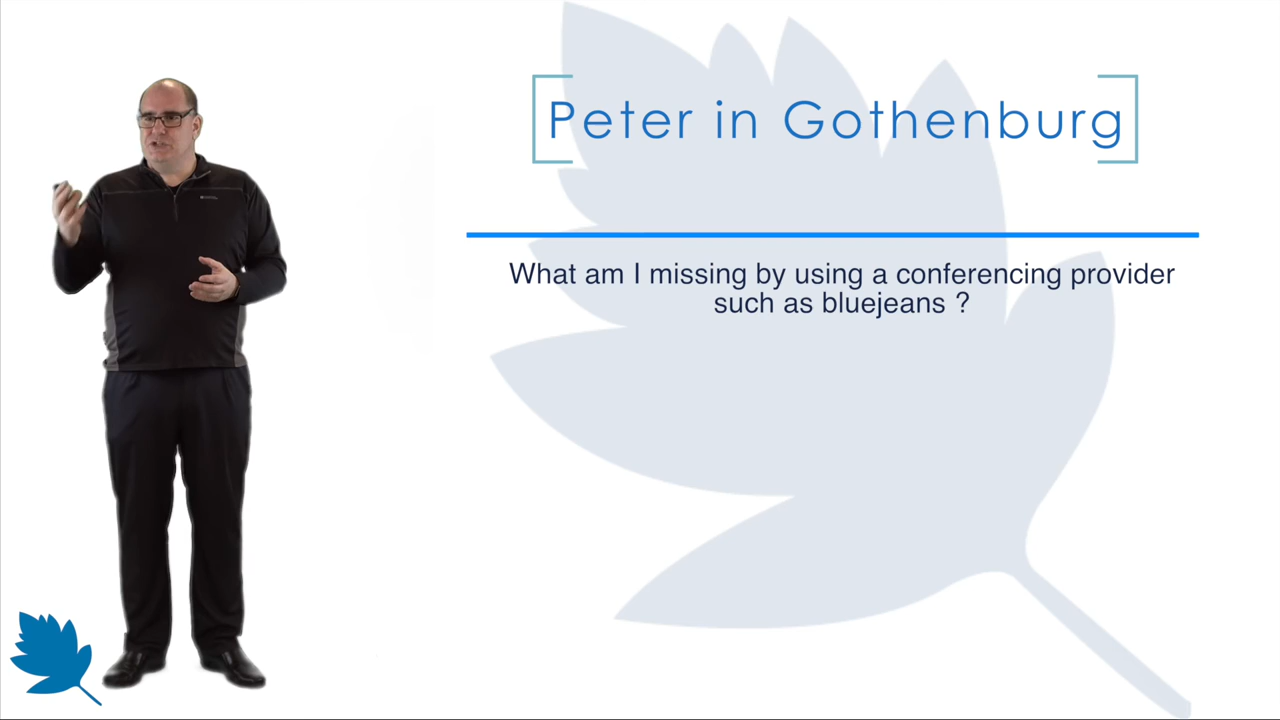 Peter in Gothenburg
What am I missing by using a conferencing provider
such as bluejeans ?